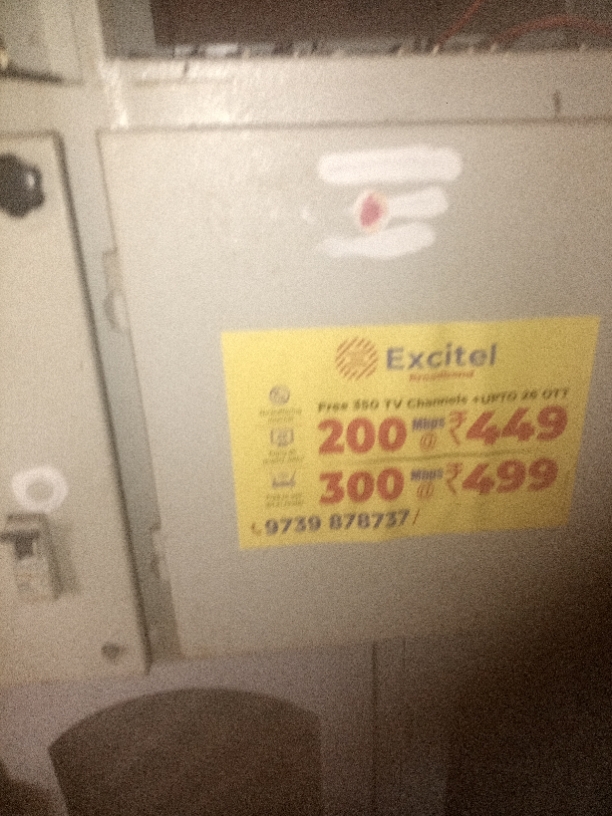 Excitel
Broadband
Free 350 TV Channels + UPTO 26 OTT
200 Mbps @ ₹449
300 Mbps @ ₹499
9739 878737/